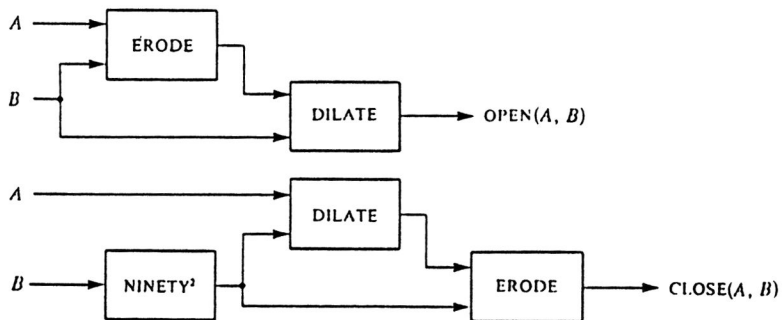 A
ERODE
B
DILATE
OPEN(A, B)
A
DILATE
B
NINETY²
ERODE
CLOSE(A, B)